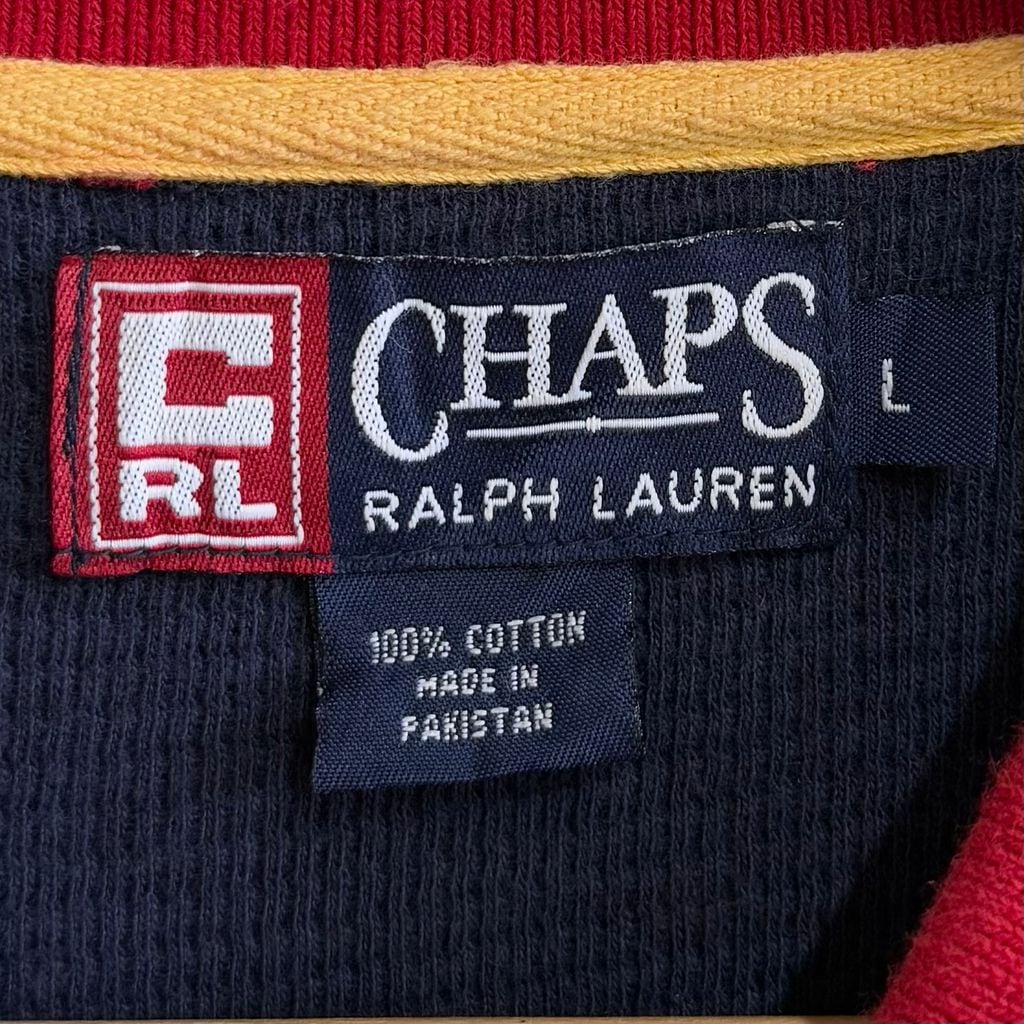 C
RL
CHAPS
RALPH LAUREN
L
100% COTTON
MADE IN
PAKISTAN